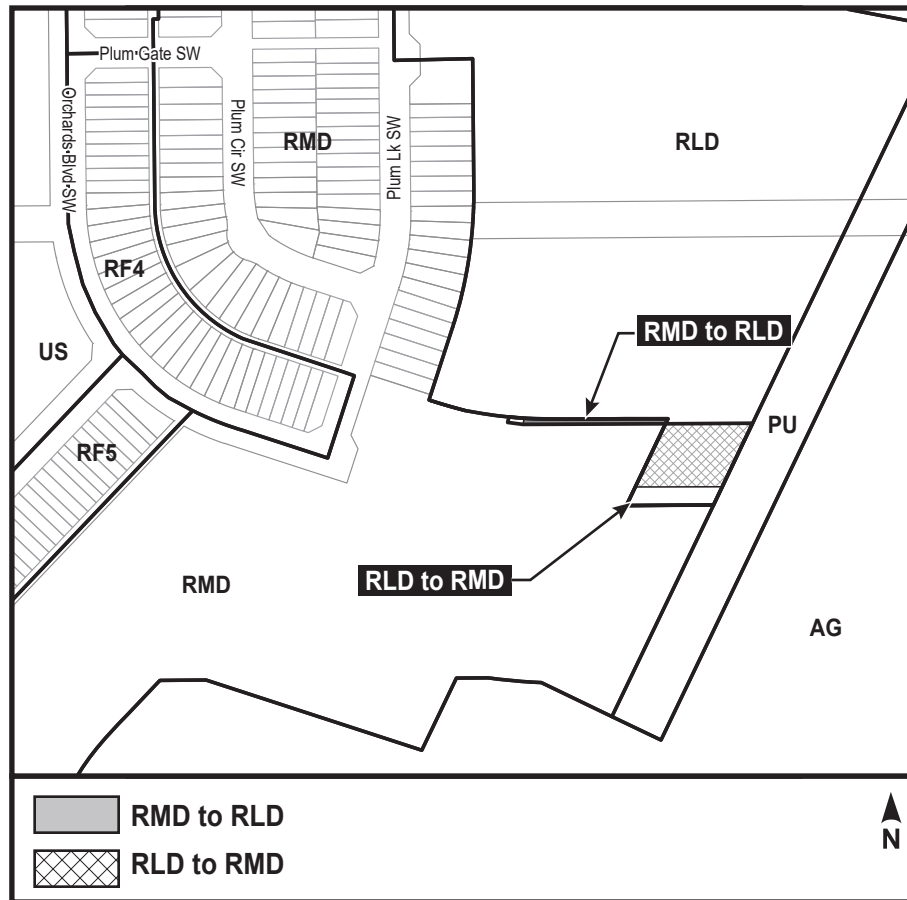 Plum Gate SW
Orchards Blvd SW
Plum Cir SW
RMD
Plum Lk SW
RLD
RF4
US
RMD to RLD
PU
RF5
RLD to RMD
RMD
AG
RMD to RLD
RLD to RMD
N